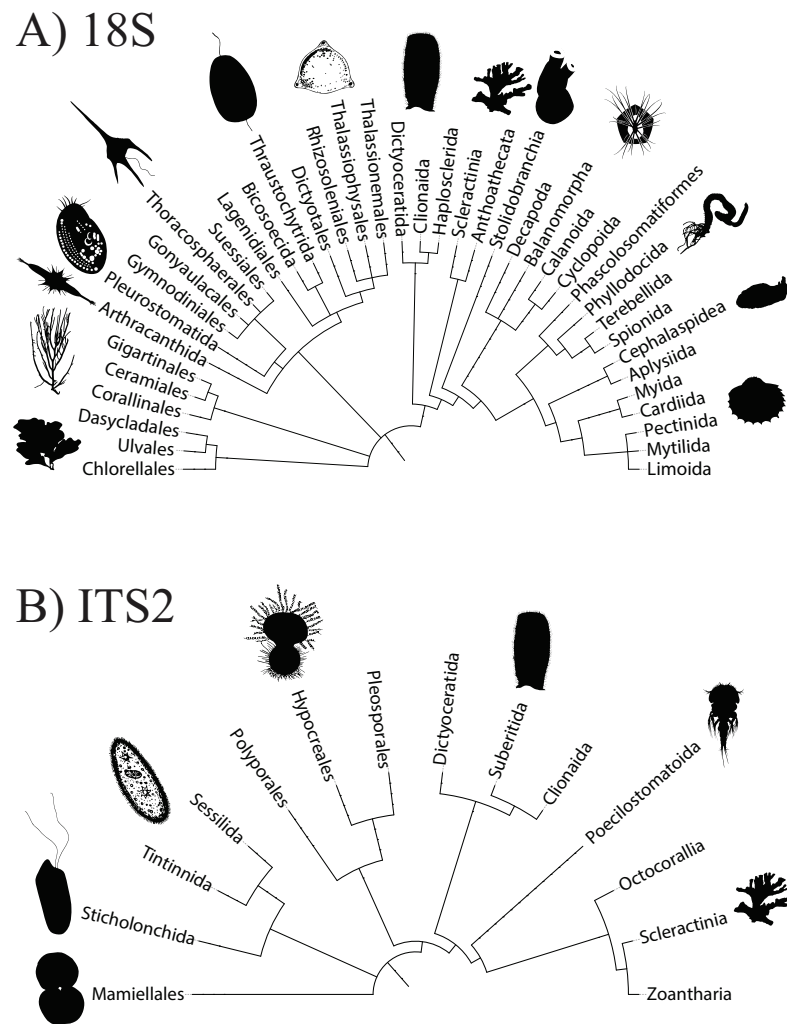 A) 18S
Chlorellales
Ulvales
Dasycladales
Corallinales
Ceramiales
Gigartinales
Arthracanthida
Pleurostomatida
Gymnodiniales
Gonyaulacales
Thoracosphaerales
Suessiales
Lagenidiales
Bicosoecida
Thraustochytrida
Dictyotales
Rhizosoleniales
Thalassiophysales
Thalassionemales
Dictyoceratida
Clionaida
Haplosclerida
Scleractinia
Anthoathecata
Stolidobranchia
Decapoda
Balanomorpha
Calanoida
Cyclopoida
Phascolosomatiformes
Phyllodocida
Terebellida
Spionida
Cephalaspidea
Aplysiida
Myida
Cardiida
Pectinida
Mytilida
Limoida
B) ITS2
Mamiellales
Sticholonchida
Tintinnida
Sessilida
Polyporales
Hypocreales
Pleosporales
Dictyoceratida
Suberitida
Clionaida
Poecilostomatoida
Octocorallia
Scleractinia
Zoantharia